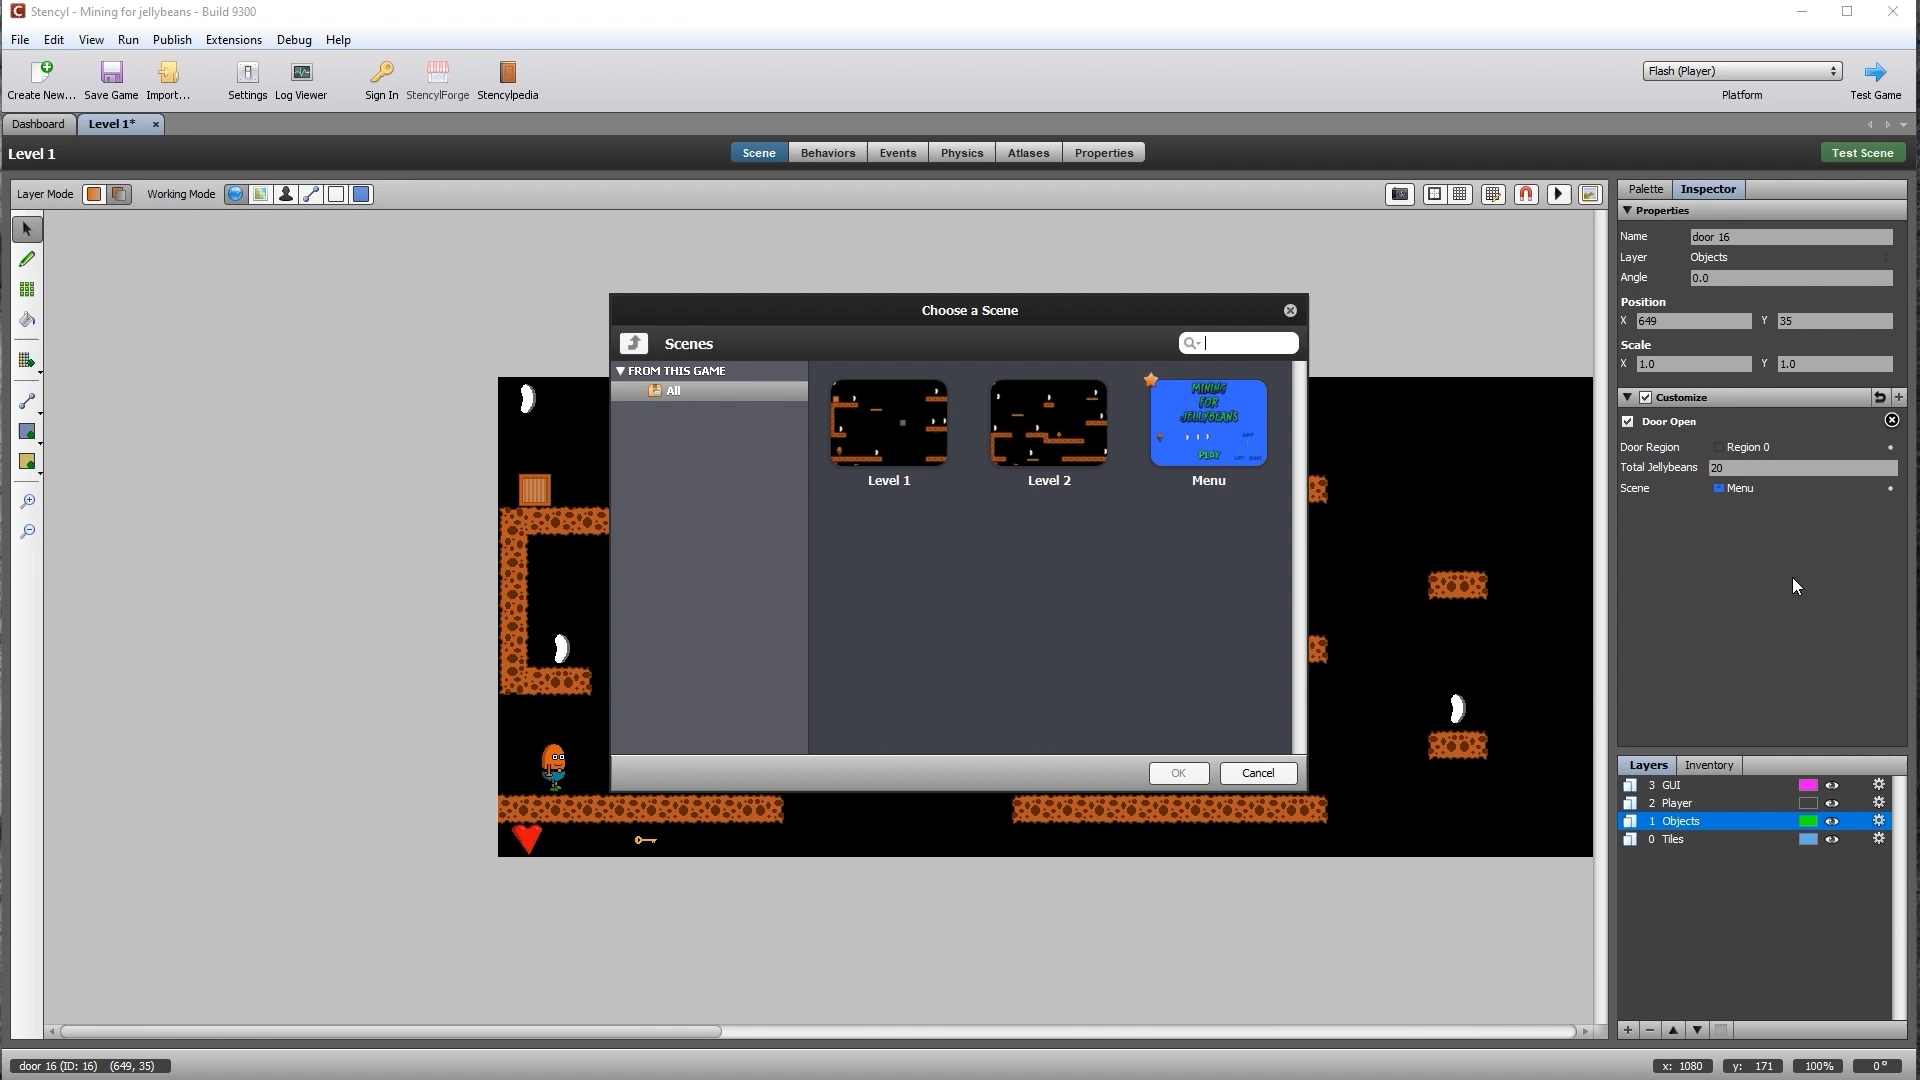 Stencyl - Mining for jellybeans - Build 9300
File Edit View Run Publish Extensions Debug Help
Create New... Save Game Import... Settings Log Viewer Sign In StencylForge Stencylpedia
Flash (Player)
Platform
Test Game
Dashboard Level 1*
Level 1
Scene Behaviors Events Physics Atlases Properties
Test Scene
Layer Mode Working Mode
Palette Inspector
Properties
Name door 16
Layer Objects
Angle 0.0
Position
X 649 Y 35
Scale
X 1.0 Y 1.0
Customize
Door Open
Door Region Region 0
Total Jellybeans 20
Scene Menu
Choose a Scene
Scenes
FROM THIS GAME
All
MINING
FOR
JELLYBEANS
PLAY
Level 1 Level 2 Menu
OK Cancel
Layers Inventory
3 GUI
2 Player
1 Objects
0 Tiles
door 16 (ID: 16) (649, 35)
x: 1080 y: 171 100% 0°